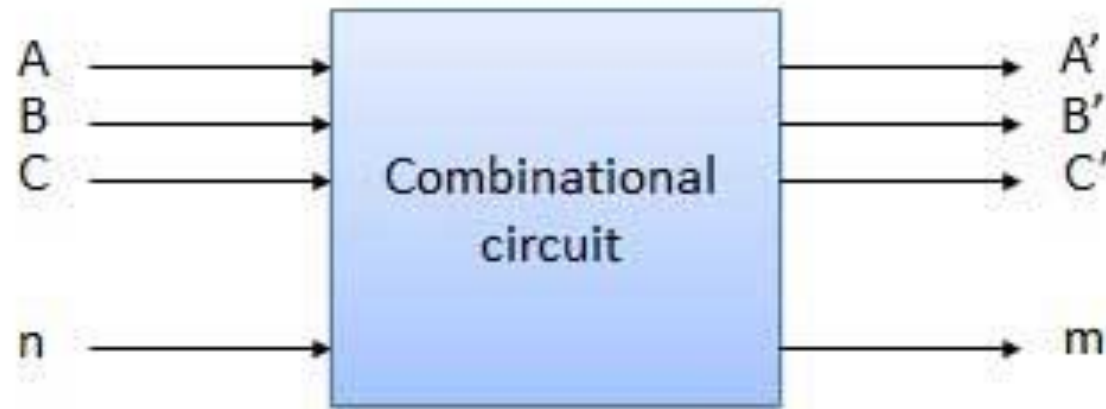 A
B
C
n
Combinational
circuit
A’
B’
C’
m